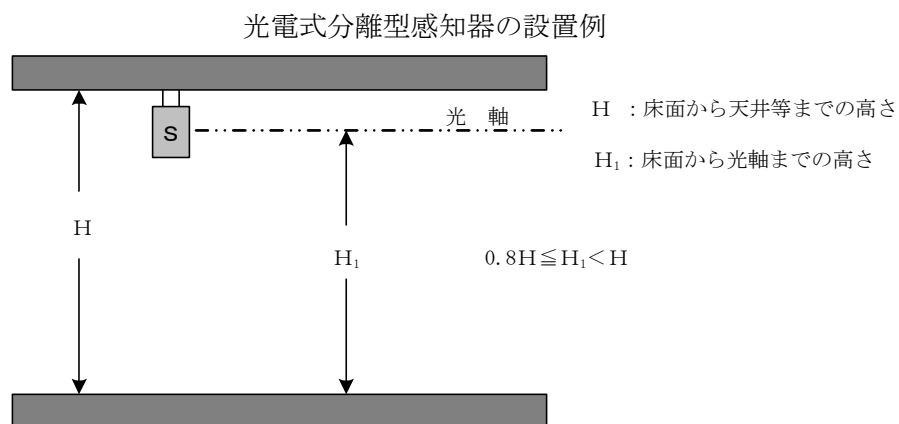 光電式分離型感知器の設置例
光 軸
S
H : 床面から天井等までの高さ
H₁ : 床面から光軸までの高さ
H
H₁
0.8H≦H₁<H